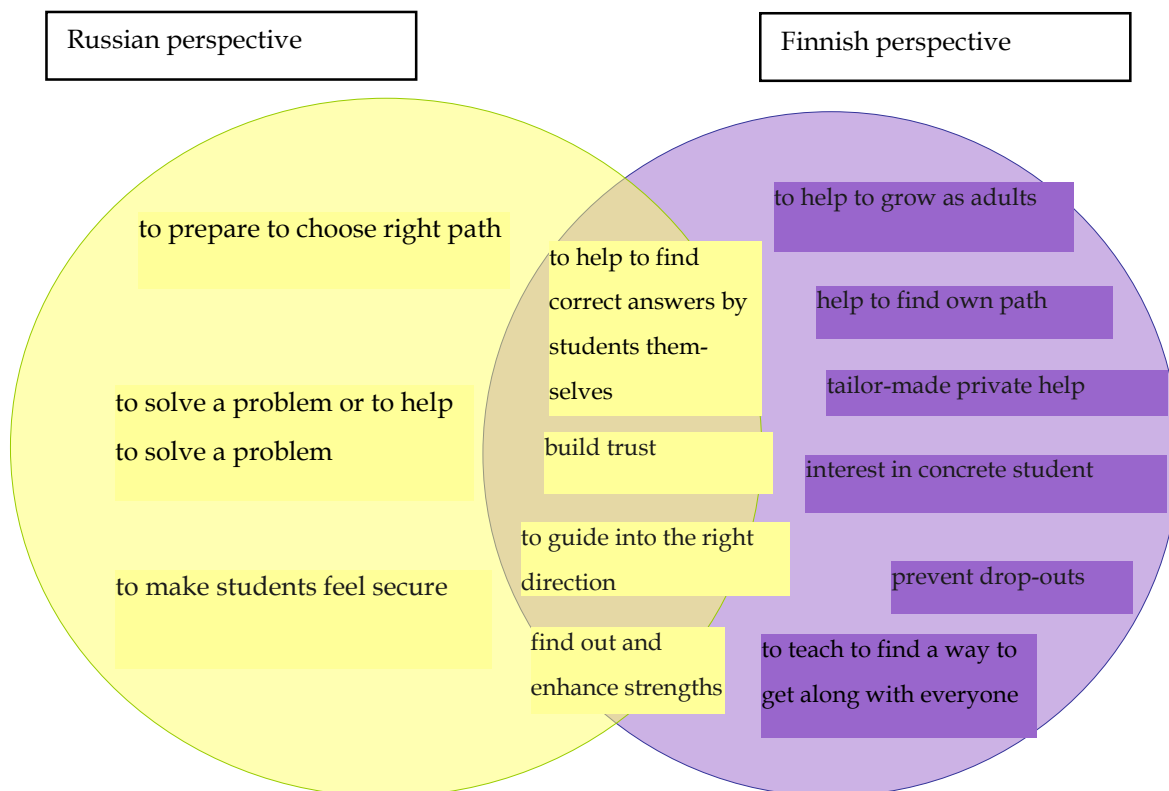 Russian perspective
Finnish perspective
to prepare to choose right path
to solve a problem or to help
to solve a problem
to make students feel secure
to help to find
correct answers by
students them-
selves
build trust
to guide into the right
direction
find out and
enhance strengths
to help to grow as adults
help to find own path
tailor-made private help
interest in concrete student
prevent drop-outs
to teach to find a way to
get along with everyone